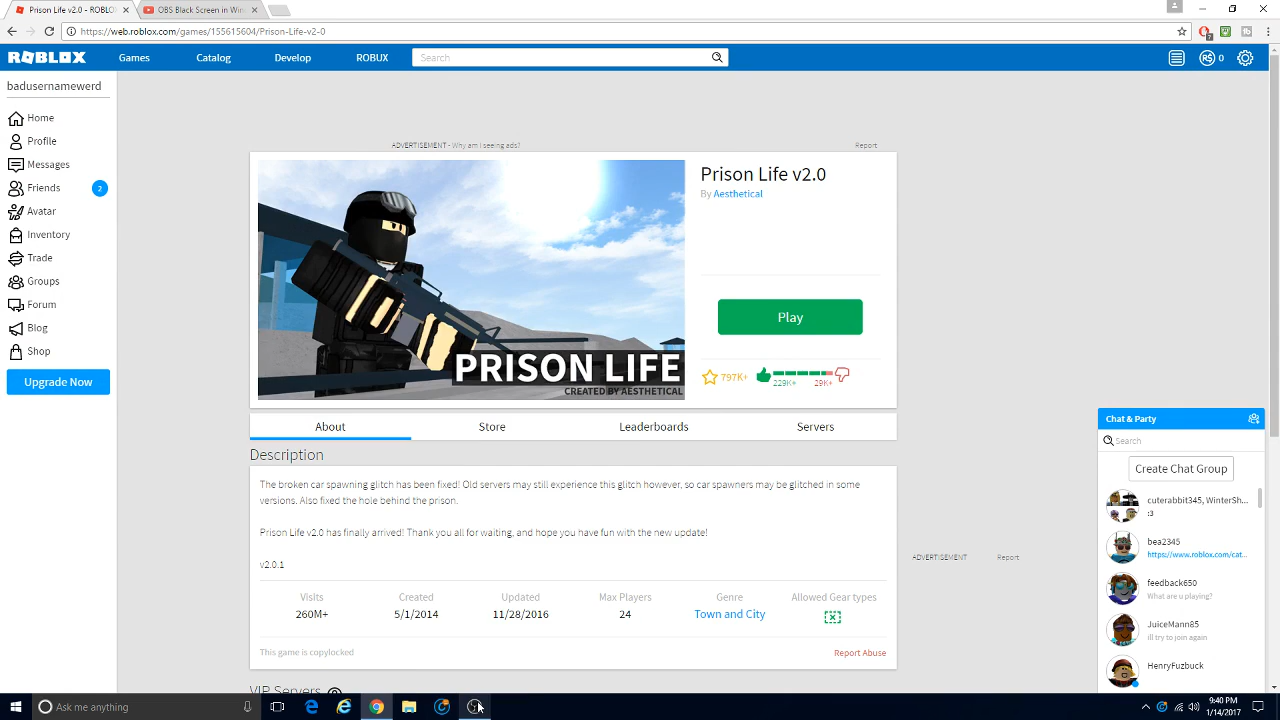 Prison Life v2.0 - ROBLO
OBS Black Screen in Win
https://web.roblox.com/games/155615604/Prison-Life-v2-0
ROBLOX
Games
Catalog
Develop
ROBUX
Search
0
badusernamewerd
Home
Profile
Messages
Friends
2
Avatar
Inventory
Trade
Groups
Forum
Blog
Shop
Upgrade Now
ADVERTISEMENT - Why am I seeing ads?
Report
PRISON LIFE
CREATED BY AESTHETICAL
Prison Life v2.0
By Aesthetical
Play
797K+
229K+
29K+
About
Store
Leaderboards
Servers
Description
The broken car spawning glitch has been fixed! Old servers may still experience this glitch however, so car spawners may be glitched in some
versions. Also fixed the hole behind the prison.
Prison Life v2.0 has finally arrived! Thank you all for waiting, and hope you have fun with the new update!
v2.0.1
Visits
Created
Updated
Max Players
Genre
Allowed Gear types
260M+
5/1/2014
11/28/2016
24
Town and City
This game is copylocked
Report Abuse
VIP Servers
ADVERTISEMENT
Report
Chat & Party
Search
Create Chat Group
cuterabbit345, WinterSh...
:3
bea2345
https://www.roblox.com/cat...
feedback650
What are u playing?
JuiceMann85
ill try to join again
HenryFuzbuck
Ask me anything
9:40 PM
1/14/2017